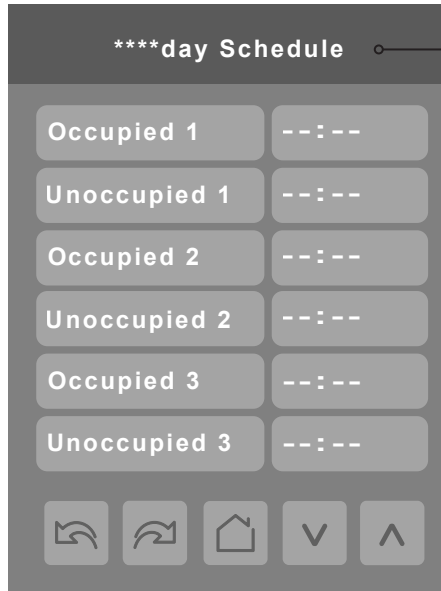 ****day Schedule
Occupied 1 --:--
Unoccupied 1 --:--
Occupied 2 --:--
Unoccupied 2 --:--
Occupied 3 --:--
Unoccupied 3 --:--